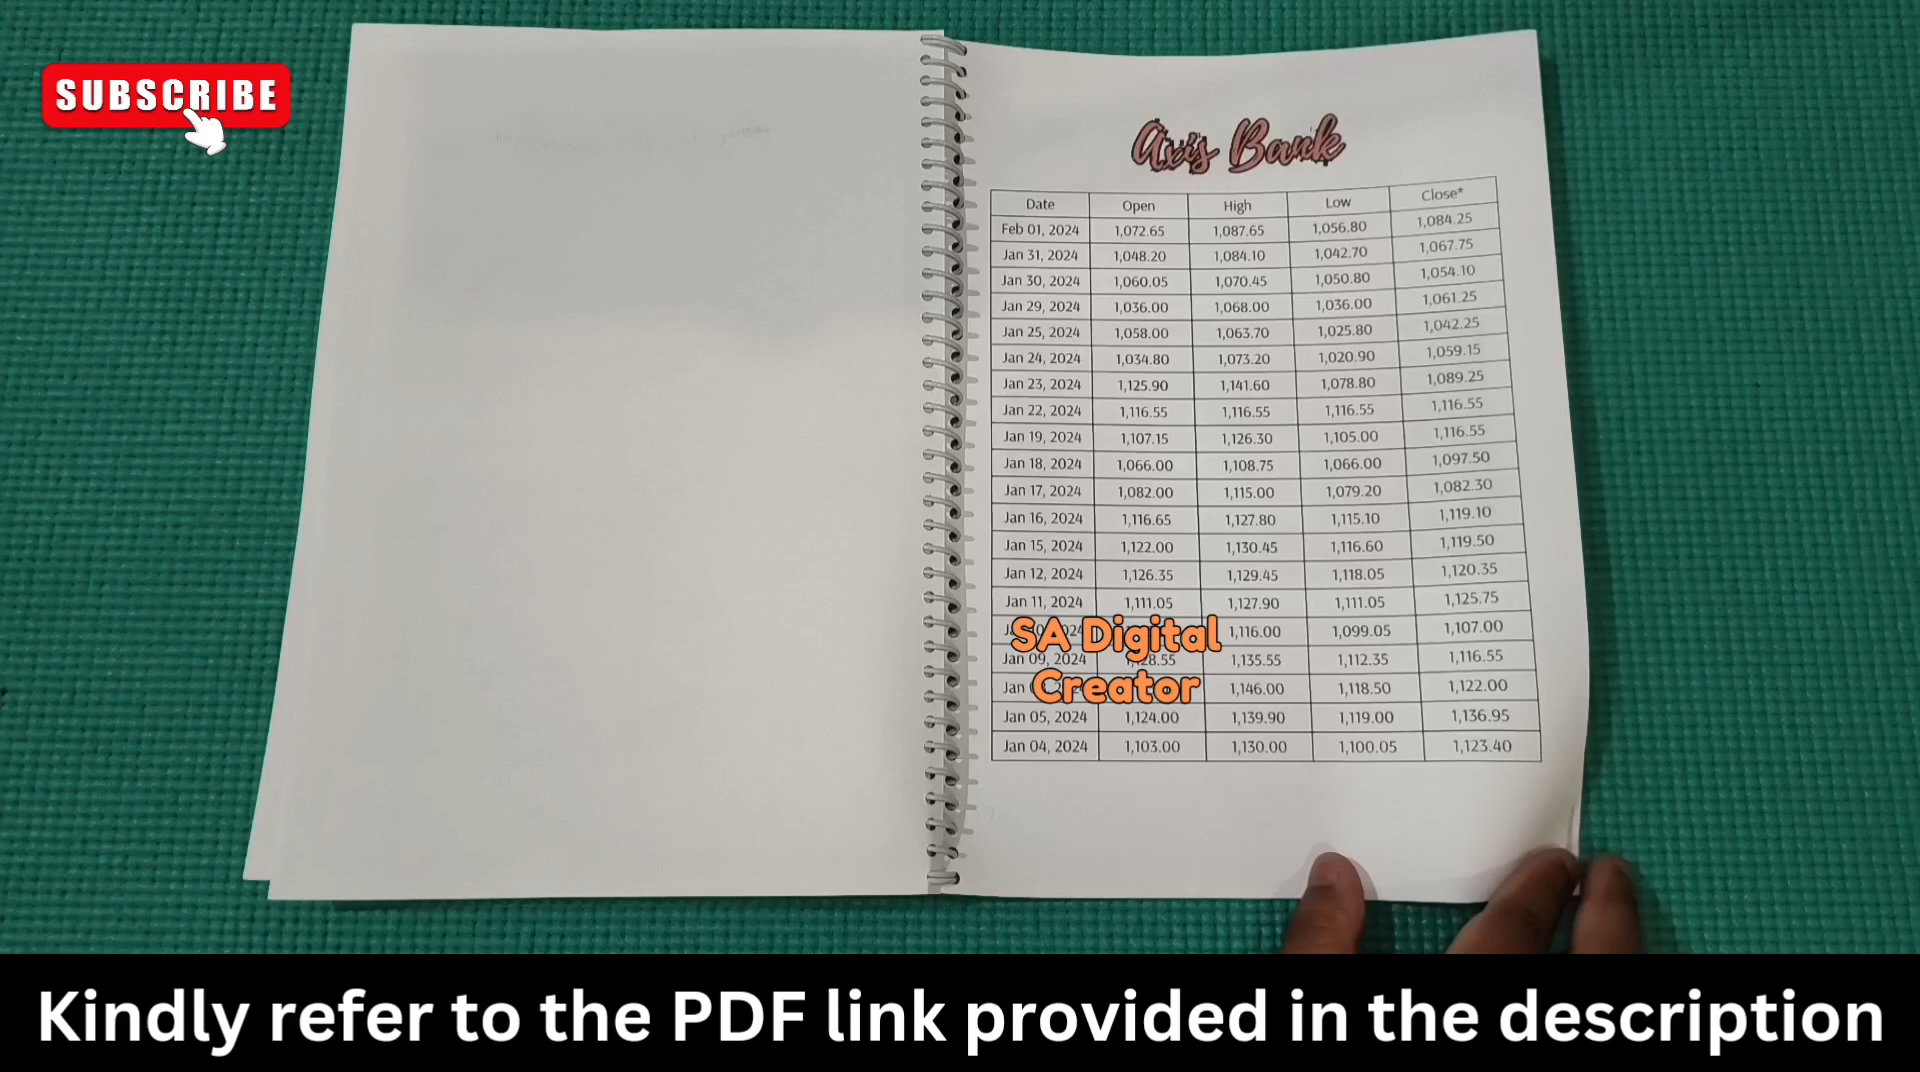 SUBSCRIBE
Axis Bank
Date Open High Low Close*
Feb 01, 2024 1,072.65 1,087.65 1,056.80 1,084.25
Jan 31, 2024 1,048.20 1,084.10 1,042.70 1,067.75
Jan 30, 2024 1,060.05 1,070.45 1,050.80 1,054.10
Jan 29, 2024 1,036.00 1,068.00 1,036.00 1,061.25
Jan 25, 2024 1,058.00 1,063.70 1,025.80 1,042.25
Jan 24, 2024 1,034.80 1,073.20 1,020.90 1,059.15
Jan 23, 2024 1,125.90 1,141.60 1,078.80 1,089.25
Jan 22, 2024 1,116.55 1,116.55 1,116.55 1,116.55
Jan 19, 2024 1,107.15 1,126.30 1,105.00 1,116.55
Jan 18, 2024 1,066.00 1,108.75 1,066.00 1,097.50
Jan 17, 2024 1,082.00 1,115.00 1,079.20 1,082.30
Jan 16, 2024 1,116.65 1,127.80 1,115.10 1,119.10
Jan 15, 2024 1,122.00 1,130.45 1,116.60 1,119.50
Jan 12, 2024 1,126.35 1,129.45 1,118.05 1,120.35
Jan 11, 2024 1,111.05 1,127.90 1,111.05 1,125.75
1,116.00 1,099.05 1,107.00
SA Digital
Jan 09, 2024 1,135.55 1,112.35 1,116.55
Jan 1,146.00 1,118.50 1,122.00
Creator
Jan 05, 2024 1,124.00 1,139.90 1,119.00 1,136.95
Jan 04, 2024 1,103.00 1,130.00 1,100.05 1,123.40
Kindly refer to the PDF link provided in the description